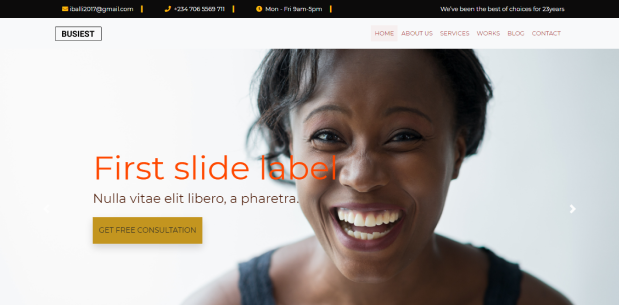 iballi2017@gmail.com
+234 706 5569 711
Mon - Fri 9am-5pm
We've been the best of choices for 23years
BUSIEST
HOME ABOUT US SERVICES WORKS BLOG CONTACT
First slide label
Nulla vitae elit libero, a pharetra.
GET FREE CONSULTATION